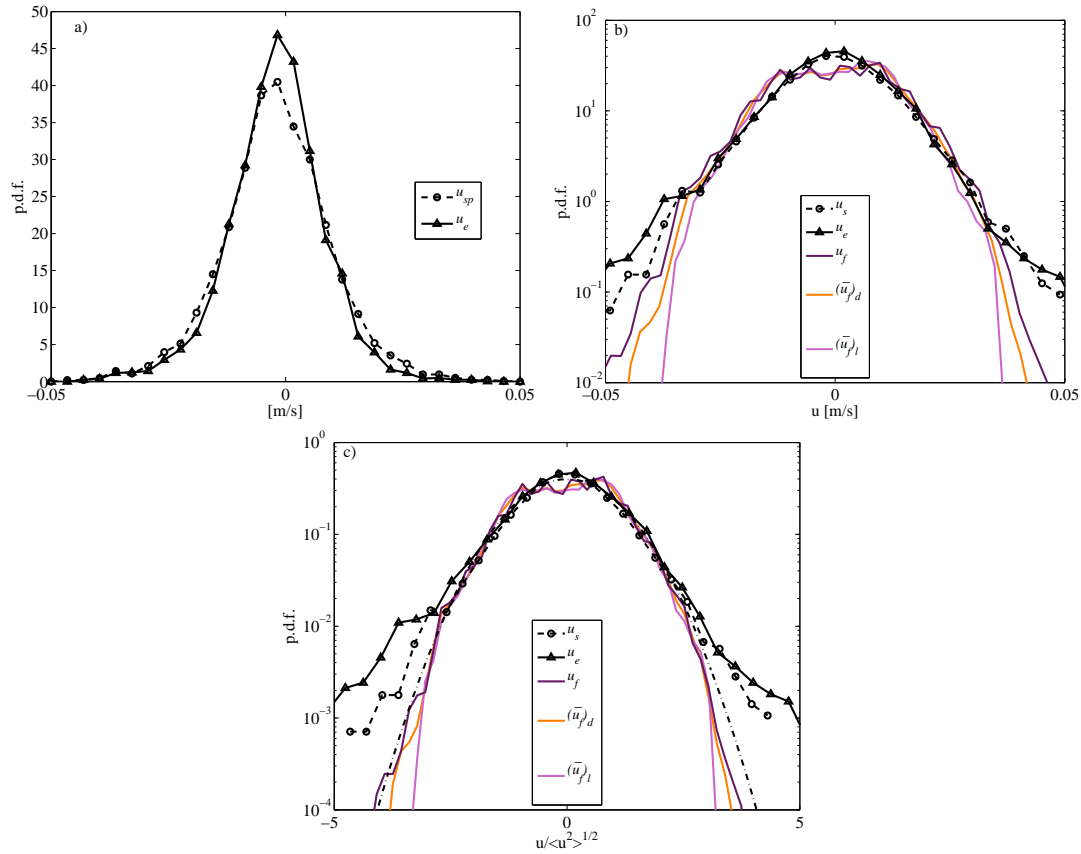 a)
50
45
40
35
30
25
20
15
10
5
0
p.d.f.
−0.05
0
0.05
[m/s]
u_sp
u_e
b)
10^2
10^1
10^0
10^−1
10^−2
p.d.f.
-0.05
0
0.05
u [m/s]
u_s
u_e
u_f
(ū_f)_d
(ū_f)_l
c)
10^0
10^−1
10^−2
10^−3
10^−4
p.d.f.
-5
0
5
u/<u^2>^1/2
u_s
u_e
u_f
(ū_f)_d
(ū_f)_l